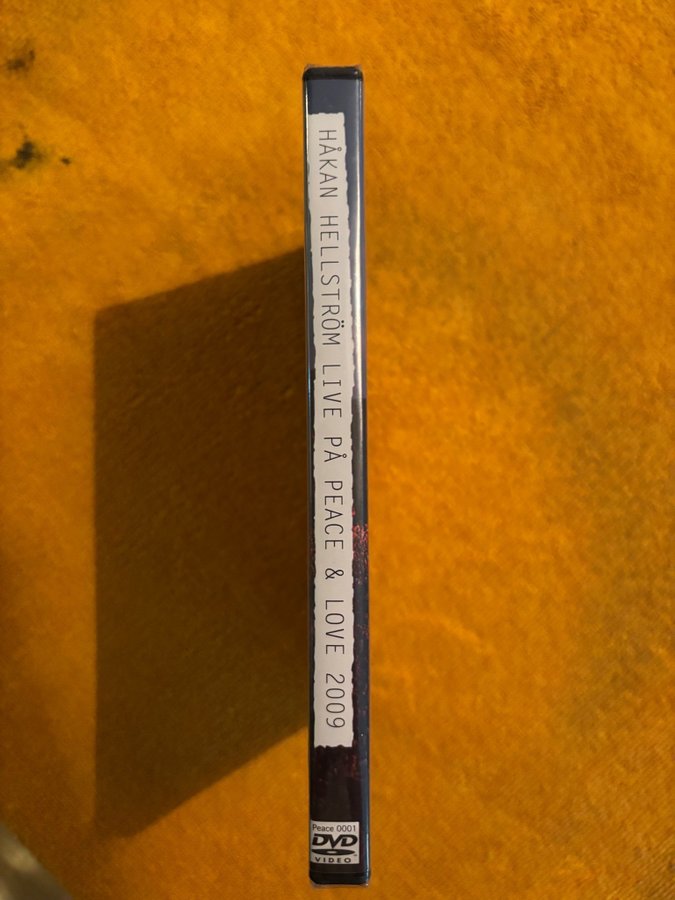 HÅKAN HELLSTRÖM LIVE PÅ PEACE & LOVE 2009
Peace 0001
DVD
VIDEO